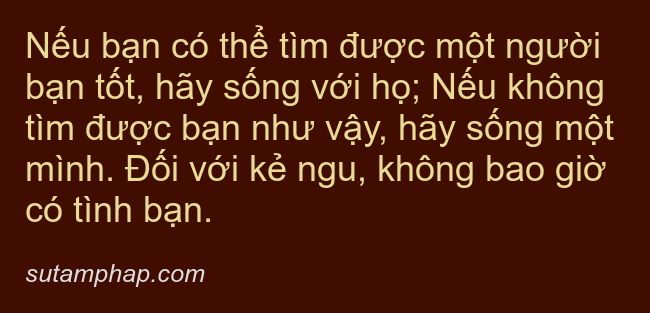 Nếu bạn có thể tìm được một người
bạn tốt, hãy sống với họ; Nếu không
tìm được bạn như vậy, hãy sống một
mình. Đối với kẻ ngu, không bao giờ
có tình bạn.
sutamphap.com